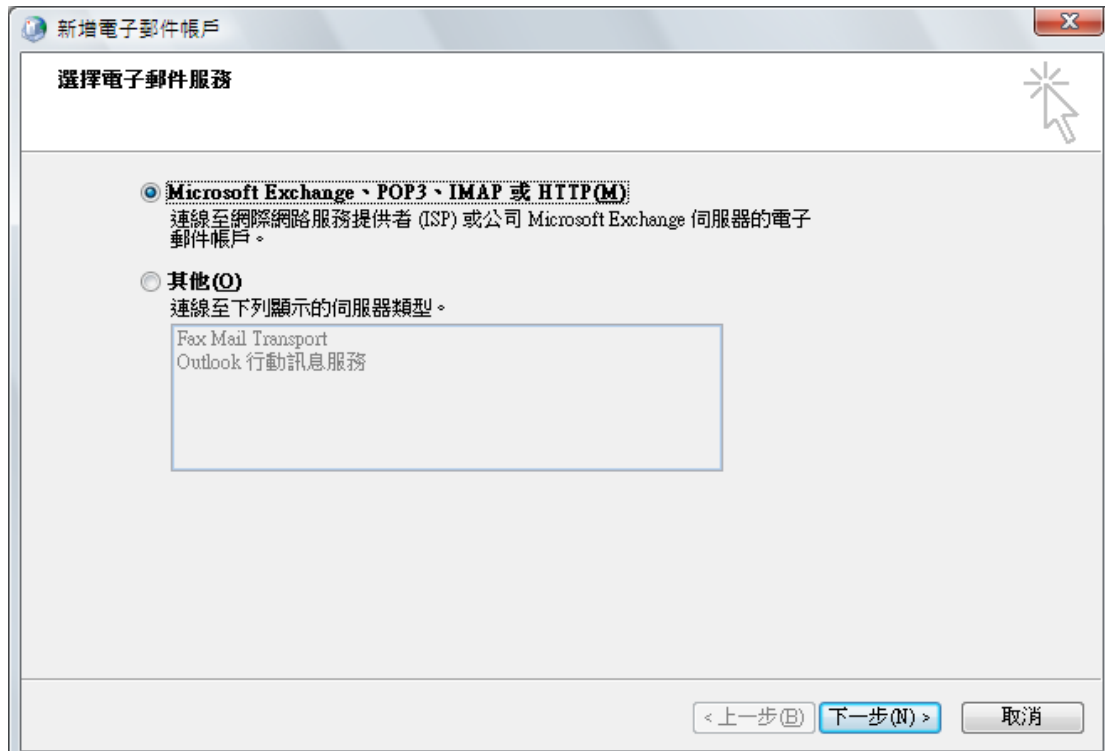 新增電子郵件帳戶
選擇電子郵件服務
Microsoft Exchange、POP3、IMAP 或 HTTP(M)
連線至網際網路服務提供者 (ISP) 或公司 Microsoft Exchange 伺服器的電子
郵件帳戶。
其他(O)
連線至下列顯示的伺服器類型。
Fax Mail Transport
Outlook 行動訊息服務
<上一步(B) 下一步(N) > 取消